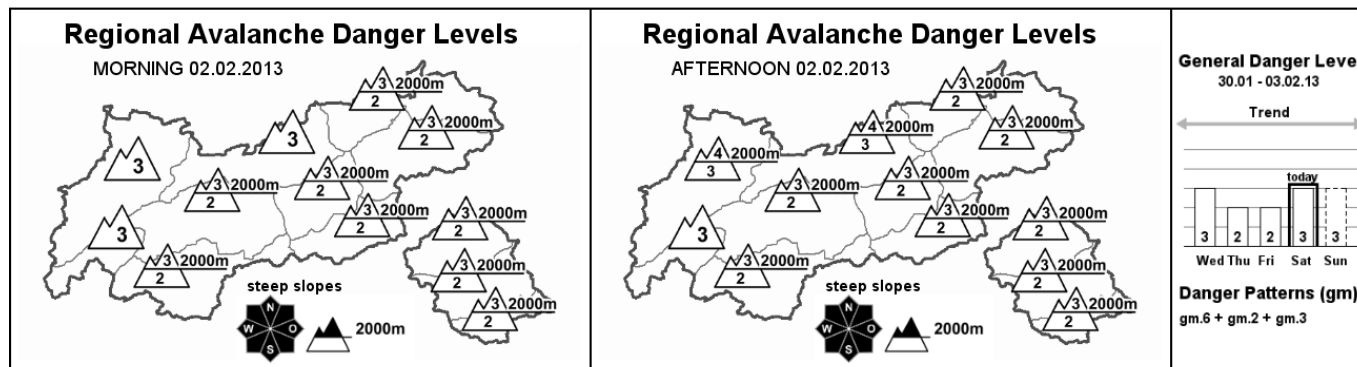 Regional Avalanche Danger Levels
MORNING 02.02.2013
3 2000m
2
3 2000m
2
3
3
3 2000m
2
3 2000m
2
3 2000m
2
3 2000m
2
3
3 2000m
2
3 2000m
2
3 2000m
2
steep slopes
N
W O
S
2000m
Regional Avalanche Danger Levels
AFTERNOON 02.02.2013
3 2000m
2
3 2000m
2
4 2000m
3
4 2000m
3
3 2000m
2
3 2000m
2
3 2000m
2
3 2000m
2
3
3 2000m
2
3 2000m
2
3 2000m
2
steep slopes
N
W O
S
2000m
General Danger Leve
30.01 - 03.02.13
Trend
today
3 2 2 3 3
Wed Thu Fri Sat Sun
Danger Patterns (gm)
gm.6 + gm.2 + gm.3